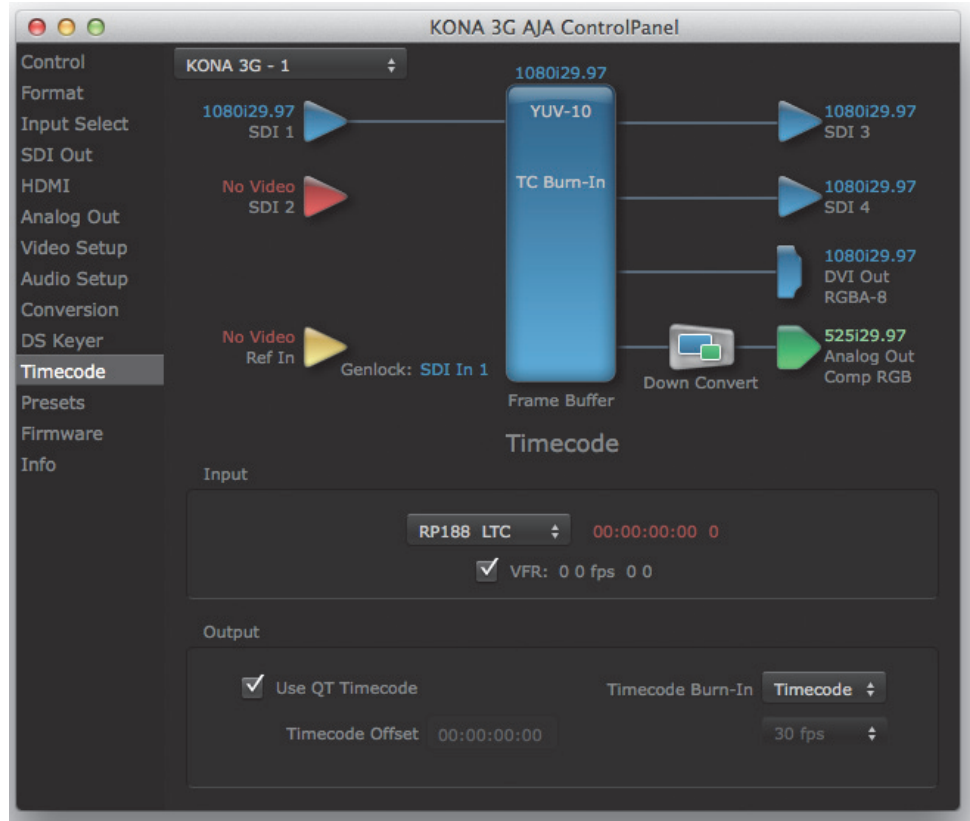 KONA 3G AJA ControlPanel
Control
Format
Input Select
SDI Out
HDMI
Analog Out
Video Setup
Audio Setup
Conversion
DS Keyer
Timecode
Presets
Firmware
Info
KONA 3G - 1
1080i29.97
SDI 1
No Video
SDI 2
No Video
Ref In
Genlock: SDI In 1
1080i29.97
YUV-10
TC Burn-In
Frame Buffer
1080i29.97
SDI 3
1080i29.97
SDI 4
1080i29.97
DVI Out
RGBA-8
Down Convert
525i29.97
Analog Out
Comp RGB
Timecode
Input
RP188 LTC 00:00:00:00 0
VFR: 0 0 fps 0 0
Output
Use QT Timecode
Timecode Burn-In Timecode
Timecode Offset 00:00:00:00
30 fps